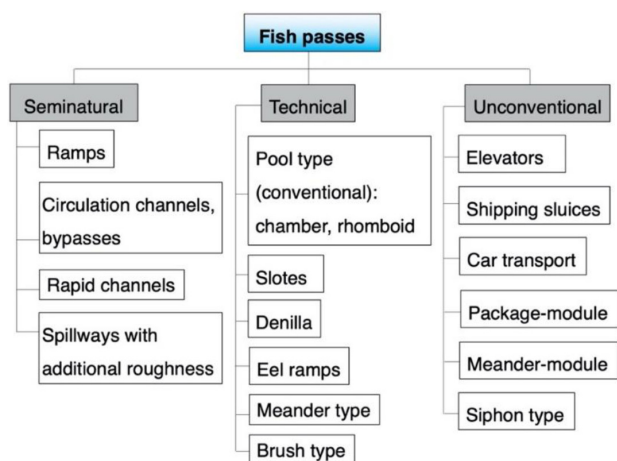 Fish passes
Seminatural
Ramps
Circulation channels,
bypasses
Rapid channels
Spillways with
additional roughness
Technical
Pool type
(conventional):
chamber, rhomboid
Slotes
Denilla
Eel ramps
Meander type
Brush type
Unconventional
Elevators
Shipping sluices
Car transport
Package-module
Meander-module
Siphon type